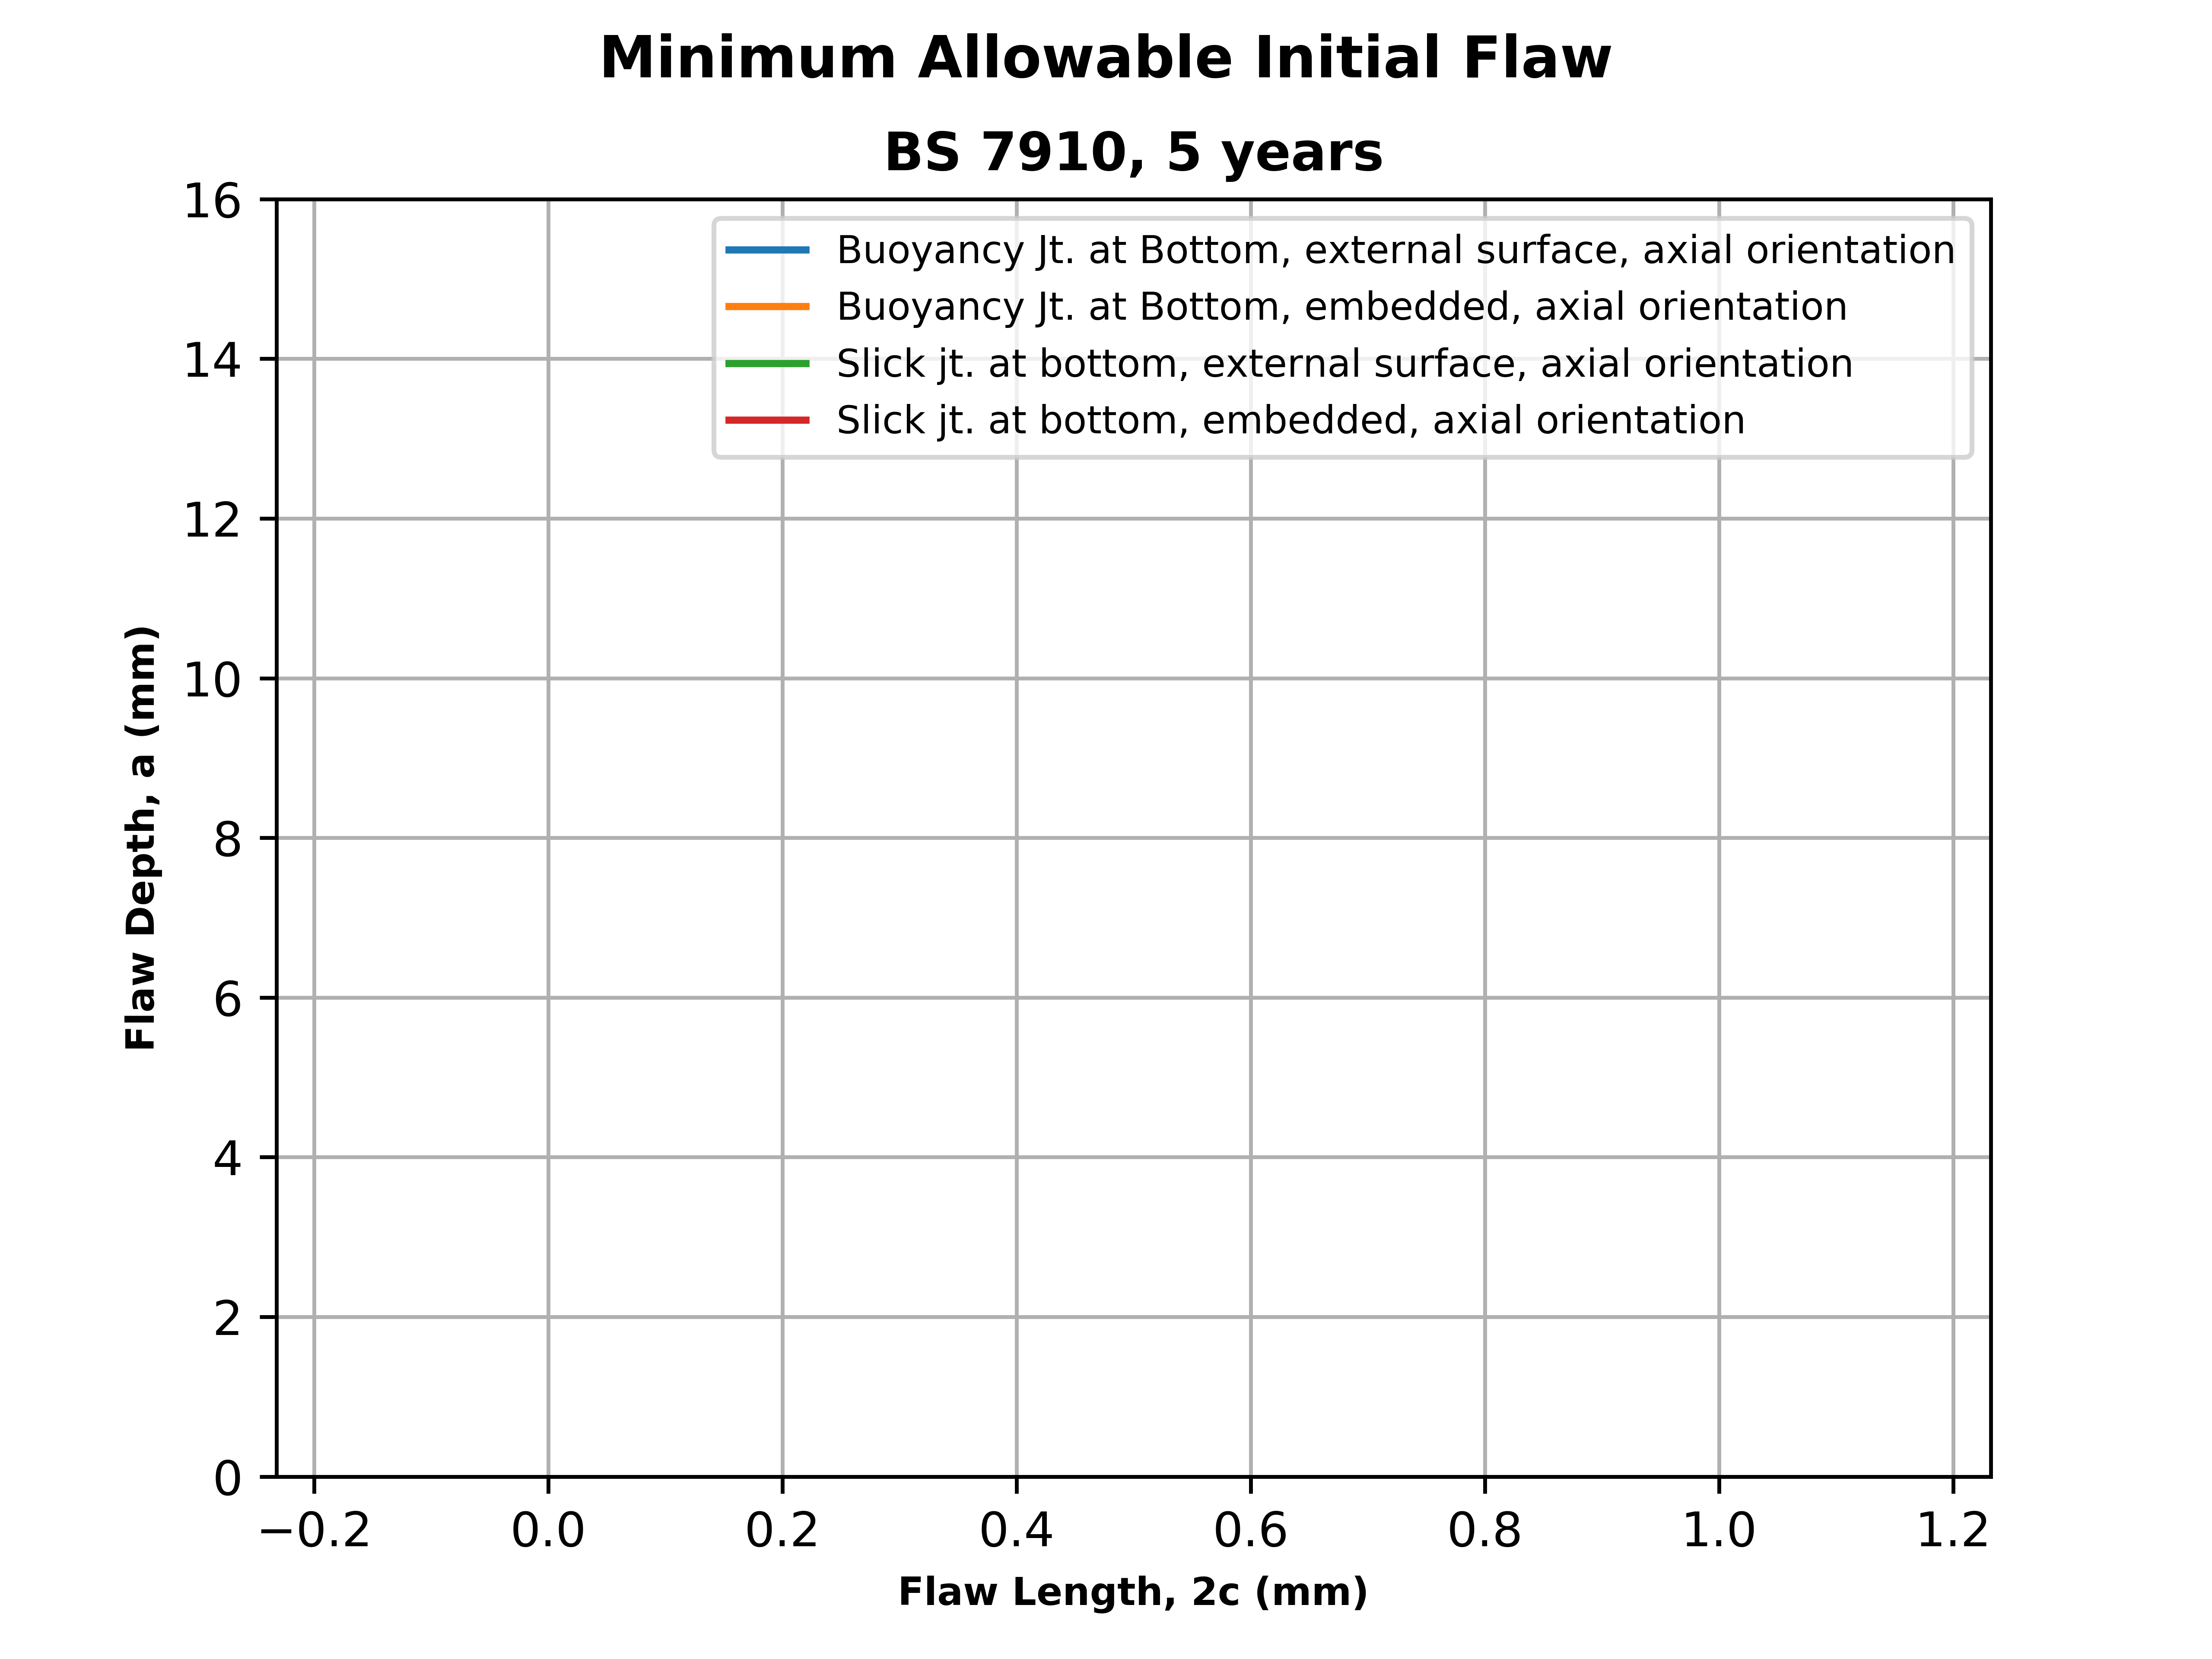 Minimum Allowable Initial Flaw
BS 7910, 5 years
Buoyancy Jt. at Bottom, external surface, axial orientation
Buoyancy Jt. at Bottom, embedded, axial orientation
Slick jt. at bottom, external surface, axial orientation
Slick jt. at bottom, embedded, axial orientation
Flaw Depth, a (mm)
16
14
12
10
8
6
4
2
0
−0.2 0.0 0.2 0.4 0.6 0.8 1.0 1.2
Flaw Length, 2c (mm)